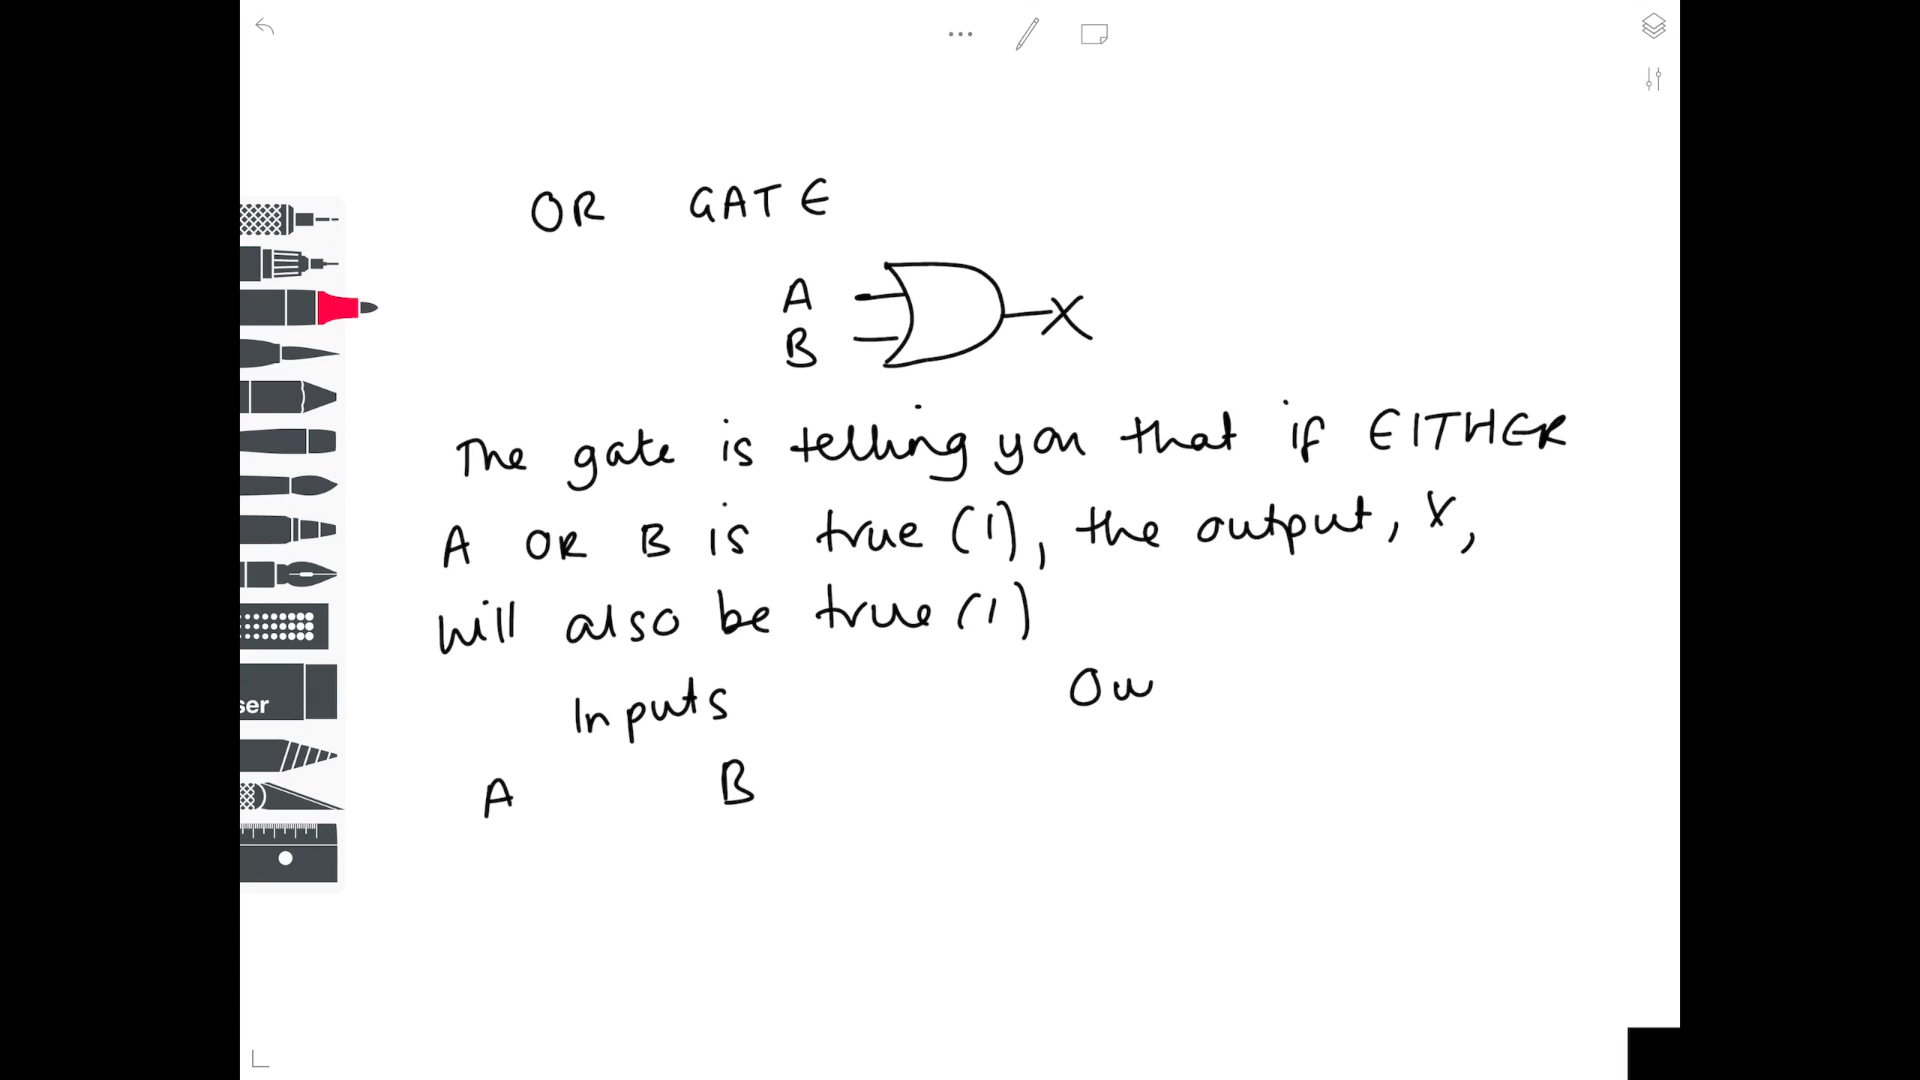 OR GATE
A
B
X
The gate is telling you that if EITHER
A OR B is true (1), the output, X,
will also be true (1)
Inputs Ou
A B
ser